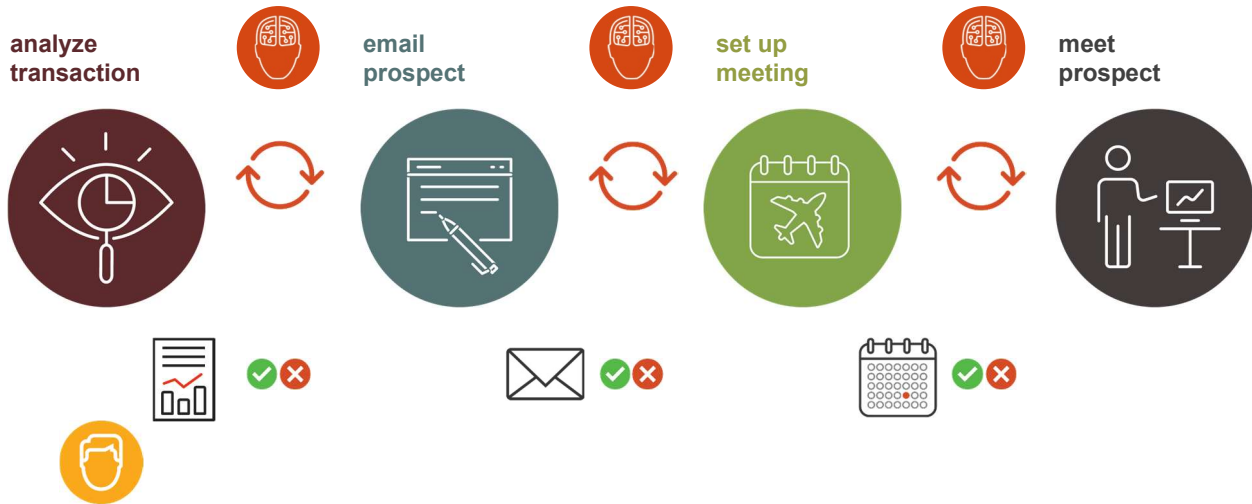 analyze
transaction
email
prospect
set up
meeting
meet
prospect